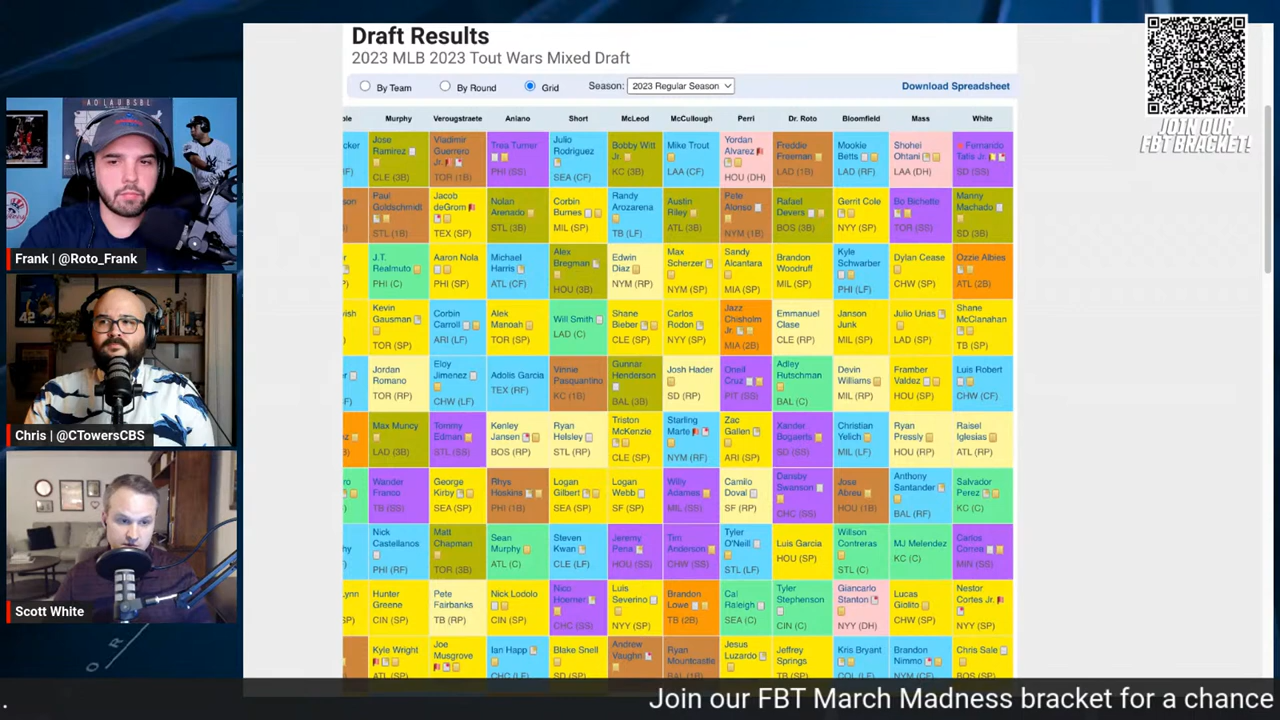 Draft Results
2023 MLB 2023 Tout Wars Mixed Draft
By Team By Round Grid Season: 2023 Regular Season Download Spreadsheet
Murphy Verougstraete Aniano Short McLeod McCullough Perri Dr. Roto Bloomfield Mass White
Jose Ramirez CLE (3B)
Vladimir Guerrero Jr. TOR (1B)
Trea Turner PHI (SS)
Julio Rodriguez SEA (CF)
Bobby Witt Jr. KC (3B)
Mike Trout LAA (CF)
Yordan Alvarez HOU (DH)
Freddie Freeman LAD (1B)
Mookie Betts LAD (RF)
Shohei Ohtani LAA (DH)
Fernando Tatis Jr. SD (SS)
Paul Goldschmidt STL (1B)
Jacob deGrom TEX (SP)
Nolan Arenado STL (3B)
Corbin Burnes MIL (SP)
Randy Arozarena TB (LF)
Austin Riley ATL (3B)
Pete Alonso NYM (1B)
Rafael Devers BOS (3B)
Gerrit Cole NYY (SP)
Bo Bichette TOR (SS)
Manny Machado SD (3B)
J.T. Realmuto PHI (C)
Aaron Nola PHI (SP)
Michael Harris ATL (CF)
Alex Bregman HOU (3B)
Edwin Diaz NYM (RP)
Max Scherzer NYM (SP)
Sandy Alcantara MIA (SP)
Brandon Woodruff MIL (SP)
Kyle Schwarber PHI (LF)
Dylan Cease CHW (SP)
Ozzie Albies ATL (2B)
Kevin Gausman TOR (SP)
Corbin Carroll ARI (LF)
Alek Manoah TOR (SP)
Will Smith LAD (C)
Shane Bieber CLE (SP)
Carlos Rodon NYY (SP)
Jazz Chisholm Jr. MIA (2B)
Emmanuel Clase CLE (RP)
Janson Junk MIL (SP)
Julio Urias LAD (SP)
Shane McClanahan TB (SP)
Jordan Romano TOR (RP)
Eloy Jimenez CHW (LF)
Adolis Garcia TEX (RF)
Vinnie Pasquantino KC (1B)
Gunnar Henderson BAL (3B)
Josh Hader SD (RP)
Oneil Cruz PIT (SS)
Adley Rutschman BAL (C)
Devin Williams MIL (RP)
Framber Valdez HOU (SP)
Luis Robert CHW (CF)
Max Muncy LAD (3B)
Tommy Edman STL (SS)
Kenley Jansen BOS (RP)
Ryan Helsley STL (RP)
Triston McKenzie CLE (SP)
Starling Marte NYM (RF)
Zac Gallen ARI (SP)
Xander Bogaerts SD (SS)
Christian Yelich MIL (LF)
Ryan Pressly HOU (RP)
Raisel Iglesias ATL (RP)
Wander Franco TB (SS)
George Kirby SEA (SP)
Rhys Hoskins PHI (1B)
Logan Gilbert SEA (SP)
Logan Webb SF (SP)
Willy Adames MIL (SS)
Camilo Doval SF (RP)
Dansby Swanson CHC (SS)
Jose Abreu HOU (1B)
Anthony Santander BAL (RF)
Salvador Perez KC (C)
Nick Castellanos PHI (RF)
Matt Chapman TOR (3B)
Sean Murphy ATL (C)
Steven Kwan CLE (LF)
Jeremy Pena HOU (SS)
Tim Anderson CHW (SS)
Tyler O'Neill STL (LF)
Luis Garcia HOU (SP)
Willson Contreras STL (C)
MJ Melendez KC (C)
Carlos Correa MIN (SS)
Hunter Greene CIN (SP)
Pete Fairbanks TB (RP)
Nick Lodolo CIN (SP)
Nico Hoerner CHC (SS)
Luis Severino NYY (SP)
Brandon Lowe TB (2B)
Cal Raleigh SEA (C)
Tyler Stephenson CIN (C)
Giancarlo Stanton NYY (DH)
Lucas Giolito CHW (SP)
Nestor Cortes Jr. NYY (SP)
Kyle Wright ATL (SP)
Joe Musgrove
Ian Happ CHC (LF)
Blake Snell SD (SP)
Andrew Vaughn
Ryan Mountcastle BAL (1B)
Jesus Luzardo
Jeffrey Springs TB (SP)
Kris Bryant COL (LF)
Brandon Nimmo NYM (CF)
Chris Sale BOS (SP)
JOIN OUR
FBT BRACKET!
Frank | @Roto_Frank
Chris | @CTowersCBS
Scott White
. Join our FBT March Madness bracket for a chance